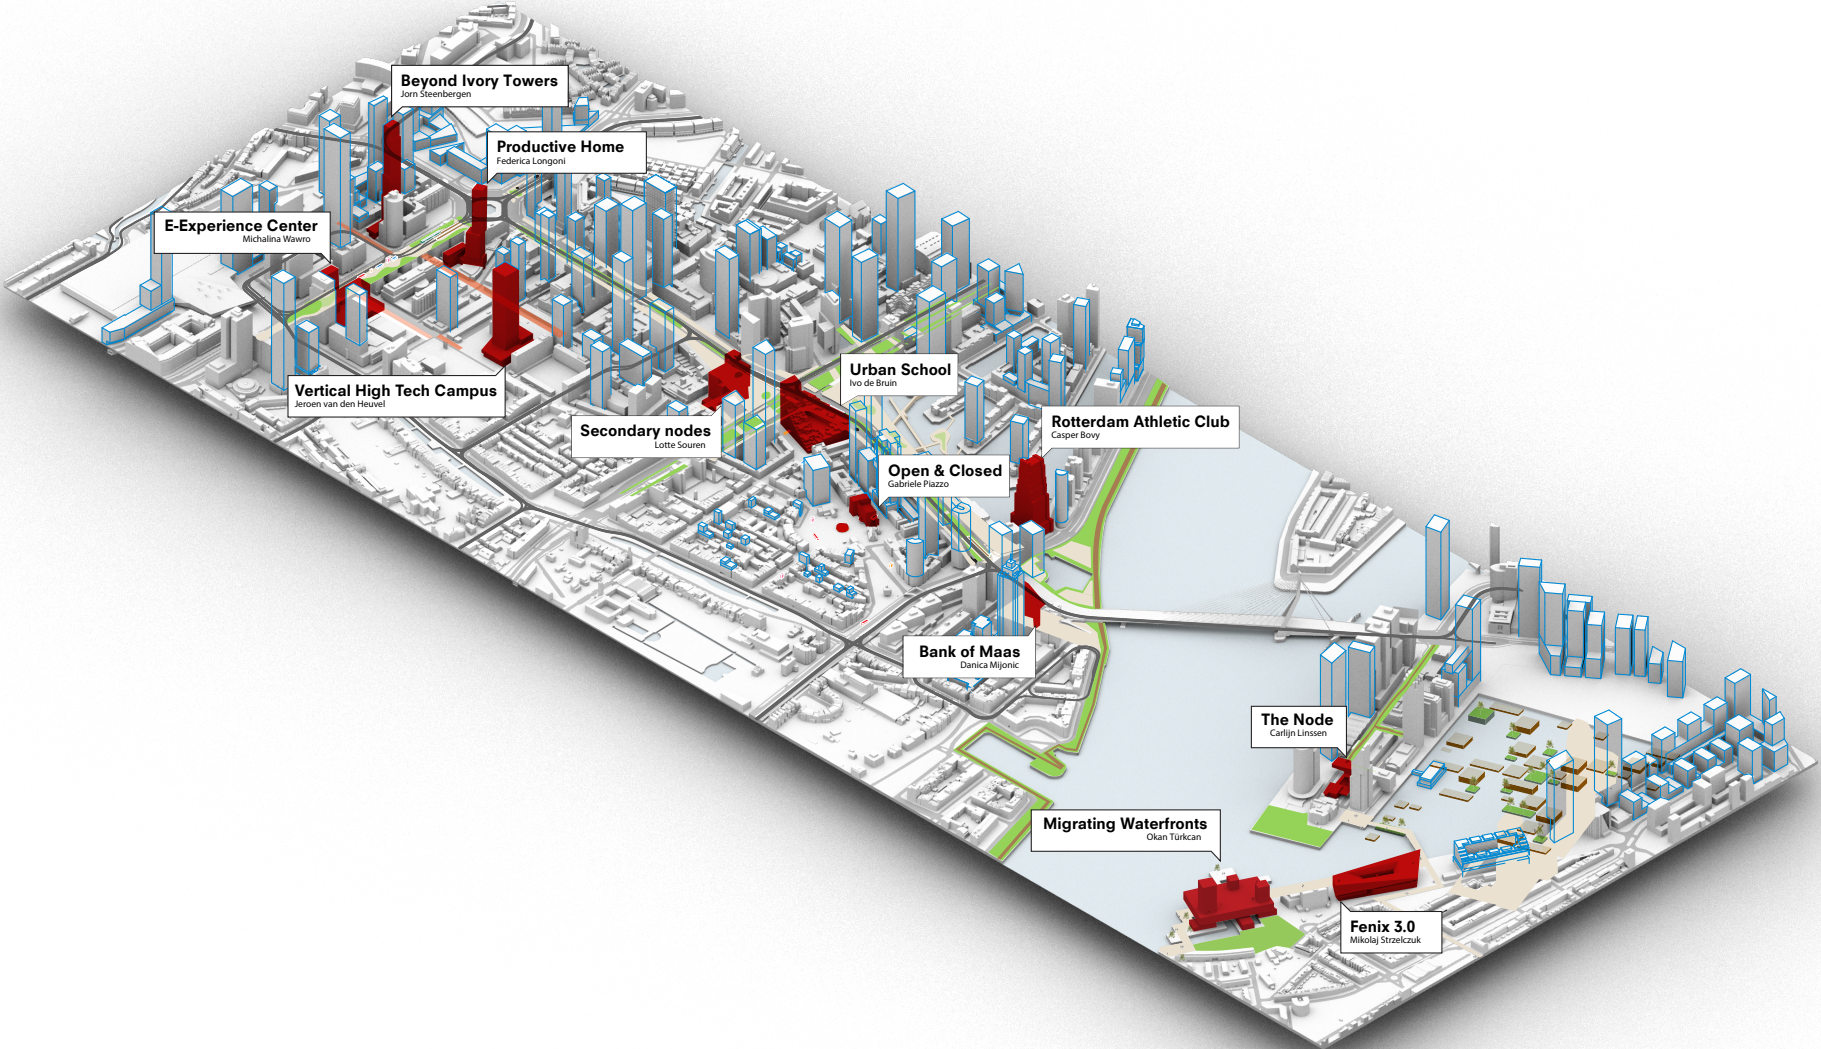 Beyond Ivory Towers
Jorn Steenbergen
Productive Home
Federica Longoni
E-Experience Center
Michalina Wawro
Vertical High Tech Campus
Jeroen van den Heuvel
Urban School
Ivo de Bruin
Secondary nodes
Lotte Souren
Rotterdam Athletic Club
Casper Bovy
Open & Closed
Gabriele Piazzo
Bank of Maas
Danica Mijonic
The Node
Carlijn Linssen
Migrating Waterfronts
Okan Türkcan
Fenix 3.0
Mikolaj Strzelczuk